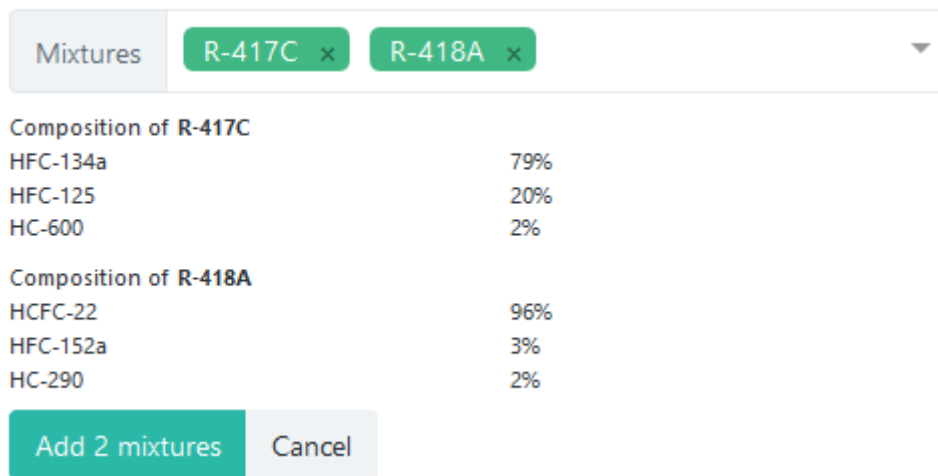 Mixtures R-417C × R-418A ×
Composition of R-417C
HFC-134a 79%
HFC-125 20%
HC-600 2%
Composition of R-418A
HCFC-22 96%
HFC-152a 3%
HC-290 2%
Add 2 mixtures Cancel